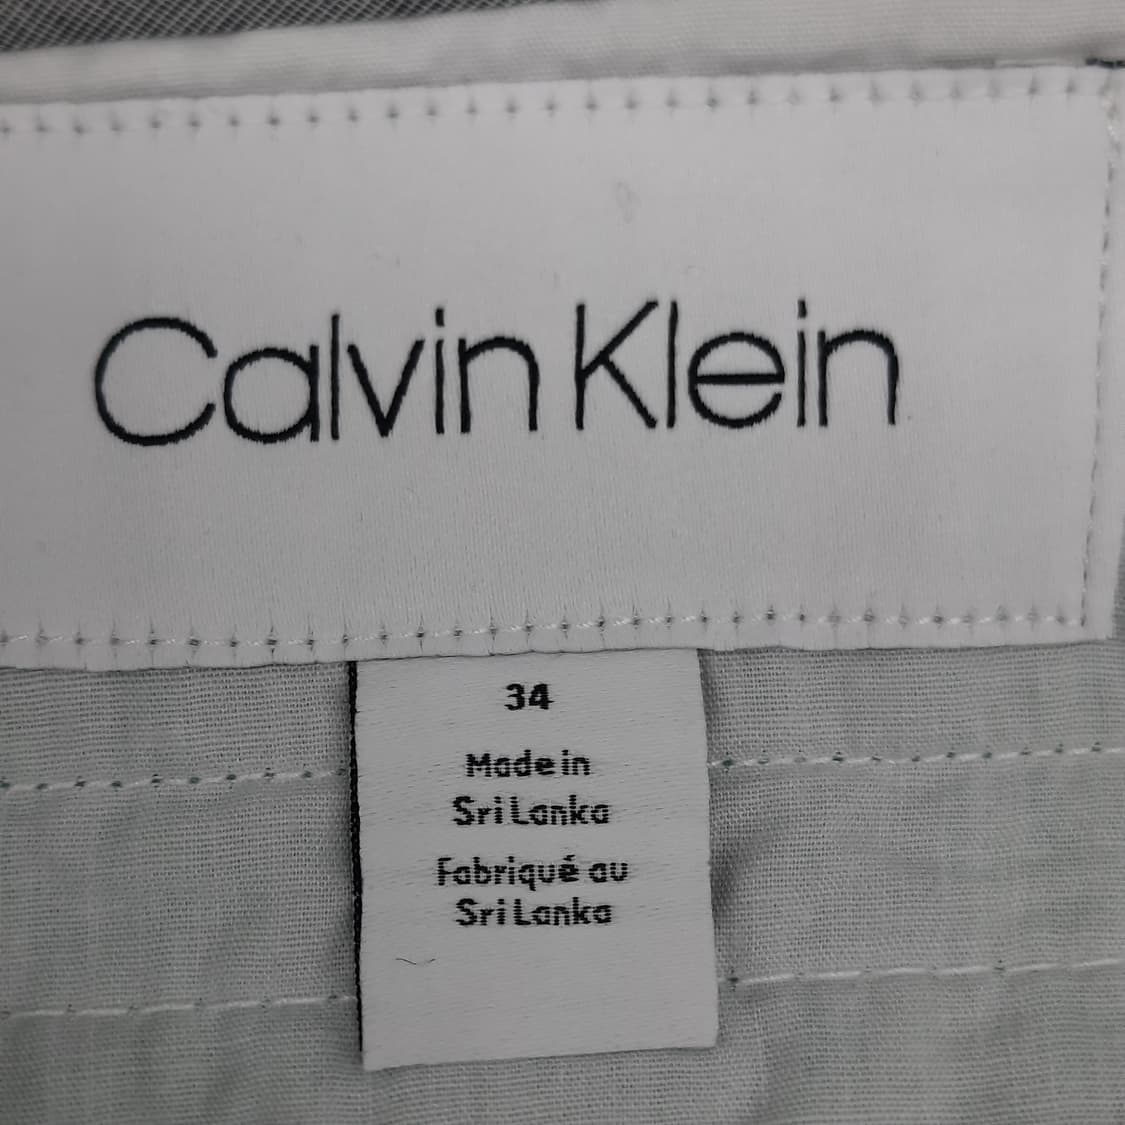 Calvin Klein
34
Made in
Sri Lanka
Fabriqué au
Sri Lanka